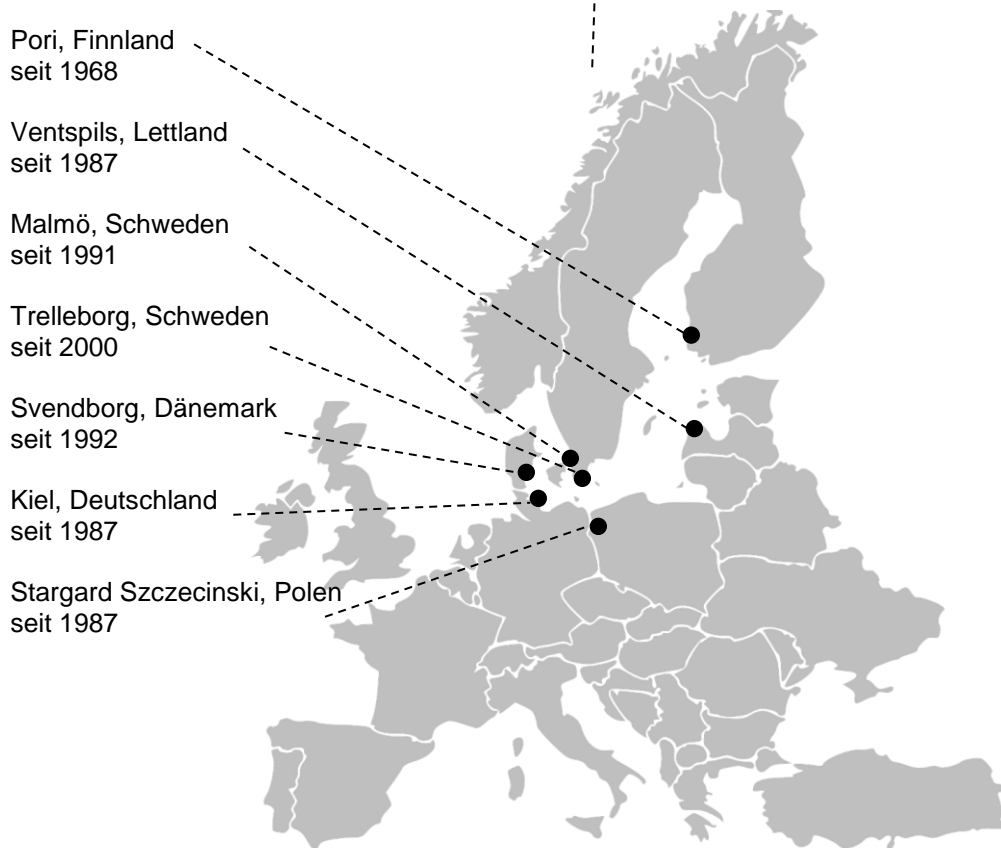 Pori, Finnland
seit 1968
Ventspils, Lettland
seit 1987
Malmö, Schweden
seit 1991
Trelleborg, Schweden
seit 2000
Svendborg, Dänemark
seit 1992
Kiel, Deutschland
seit 1987
Stargard Szczecinski, Polen
seit 1987